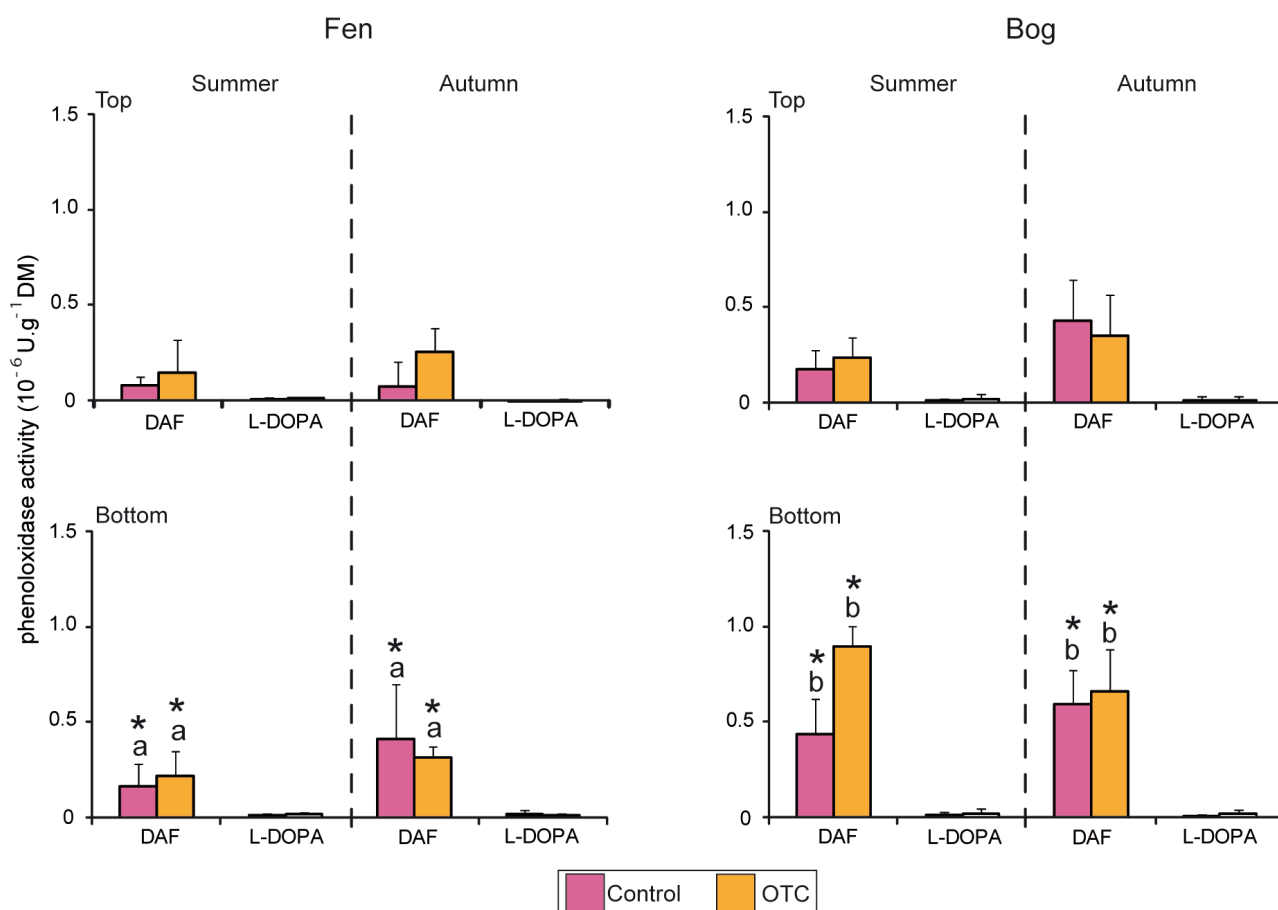 Fen
Bog
Summer
Autumn
Summer
Autumn
phenoloxidase activity (10⁻⁶ U.g⁻¹ DM)
Top
1.5
1.0
0.5
0
DAF
L-DOPA
DAF
L-DOPA
Top
1.5
1.0
0.5
0
DAF
L-DOPA
DAF
L-DOPA
Bottom
1.5
1.0
0.5
0
*
a
*
a
*
a
*
a
DAF
L-DOPA
DAF
L-DOPA
Bottom
1.5
1.0
0.5
0
*
b
*
b
*
b
*
b
DAF
L-DOPA
DAF
L-DOPA
Control
OTC